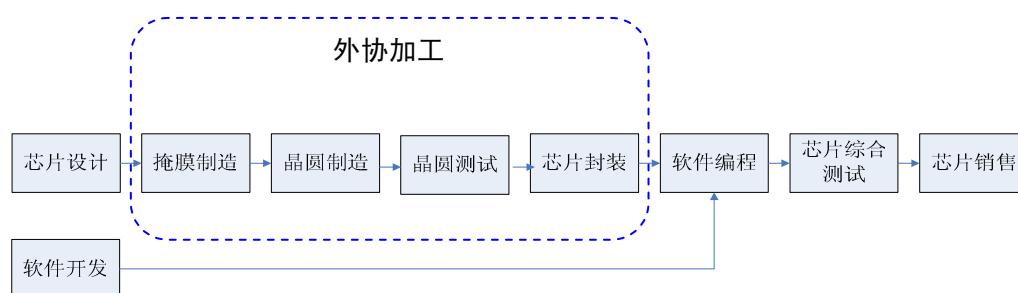 外协加工
芯片设计
掩膜制造
晶圆制造
晶圆测试
芯片封装
软件编程
芯片综合
测试
芯片销售
软件开发